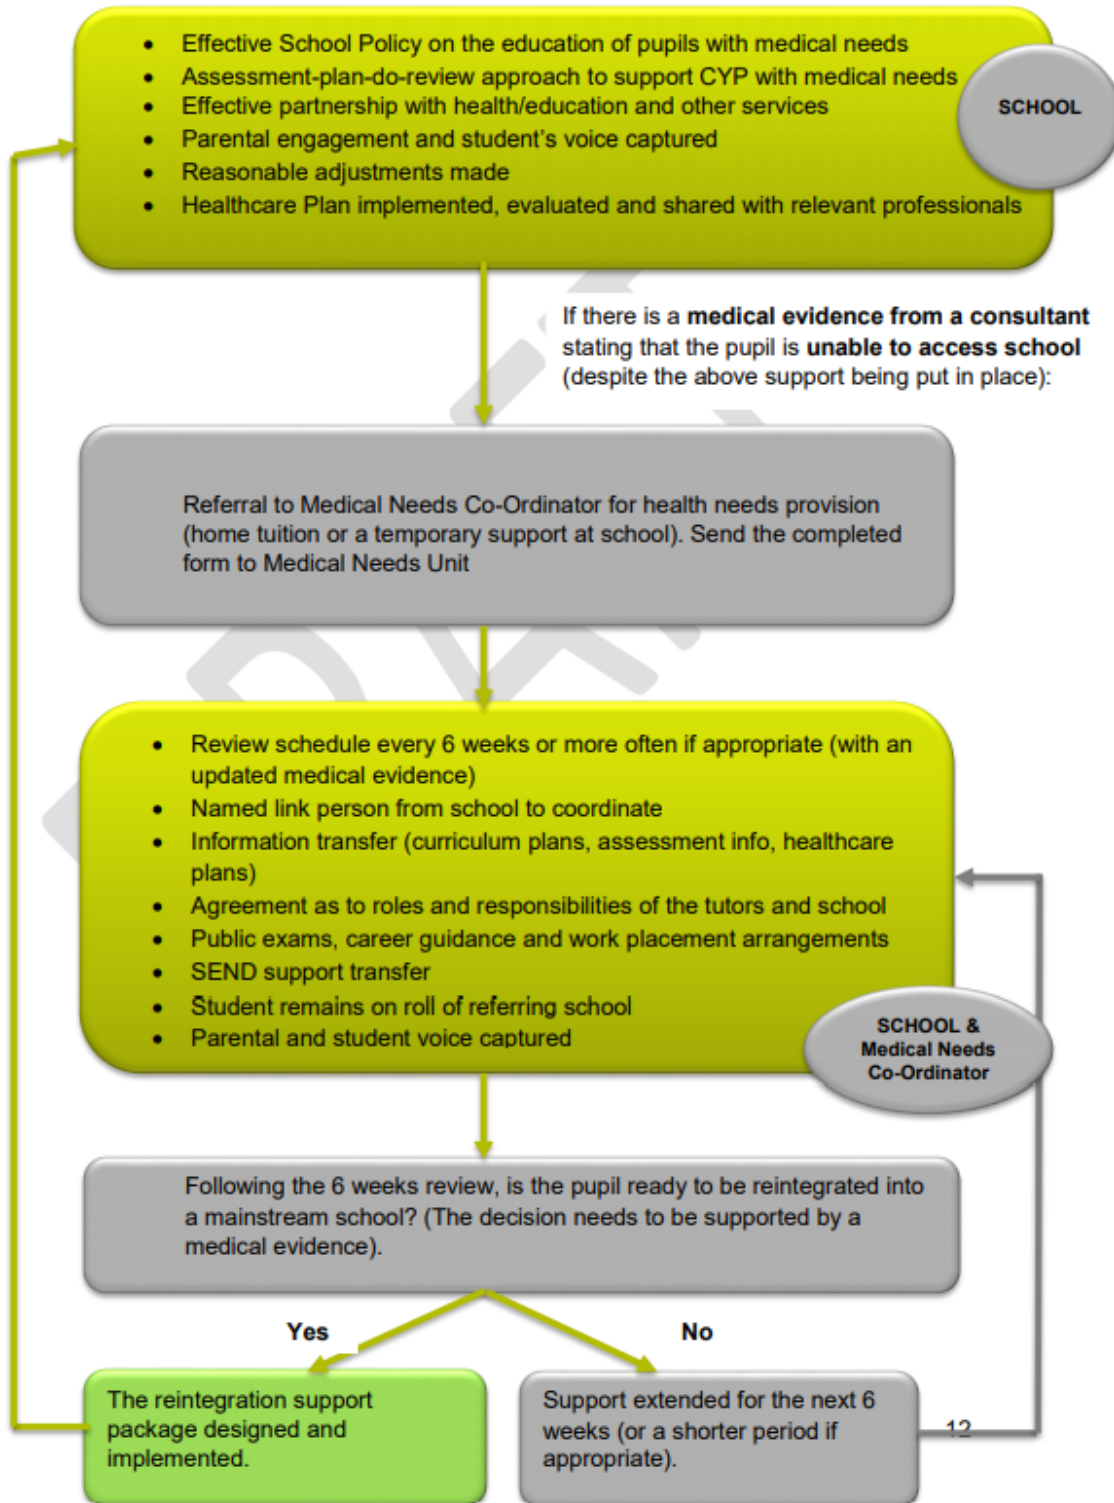 • Effective School Policy on the education of pupils with medical needs
• Assessment-plan-do-review approach to support CYP with medical needs
• Effective partnership with health/education and other services
• Parental engagement and student's voice captured
• Reasonable adjustments made
• Healthcare Plan implemented, evaluated and shared with relevant professionals
SCHOOL
If there is a medical evidence from a consultant
stating that the pupil is unable to access school
(despite the above support being put in place):
Referral to Medical Needs Co-Ordinator for health needs provision
(home tuition or a temporary support at school). Send the completed
form to Medical Needs Unit
• Review schedule every 6 weeks or more often if appropriate (with an
updated medical evidence)
• Named link person from school to coordinate
• Information transfer (curriculum plans, assessment info, healthcare
plans)
• Agreement as to roles and responsibilities of the tutors and school
• Public exams, career guidance and work placement arrangements
• SEND support transfer
• Student remains on roll of referring school
• Parental and student voice captured
SCHOOL &
Medical Needs
Co-Ordinator
Following the 6 weeks review, is the pupil ready to be reintegrated into
a mainstream school? (The decision needs to be supported by a
medical evidence).
Yes
No
The reintegration support
package designed and
implemented.
Support extended for the next 6
weeks (or a shorter period if
appropriate).
12